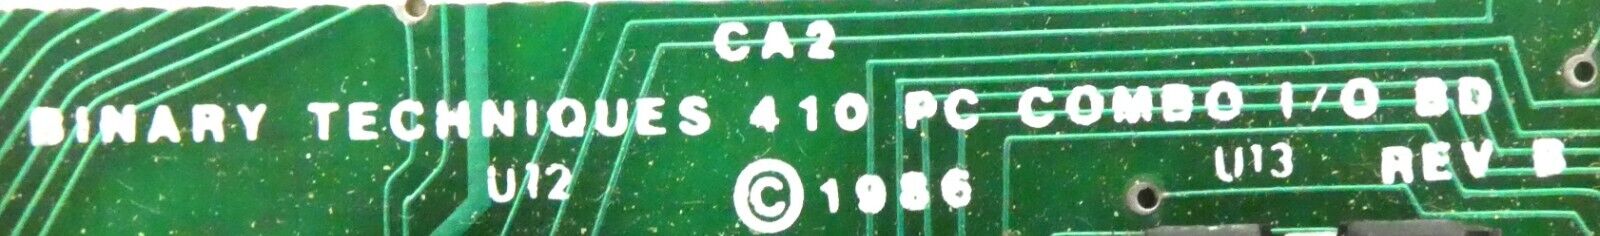 CA2
BINARY TECHNIQUES 410 PC COMBO I/O BD
U12 © 1986 U13 REV B